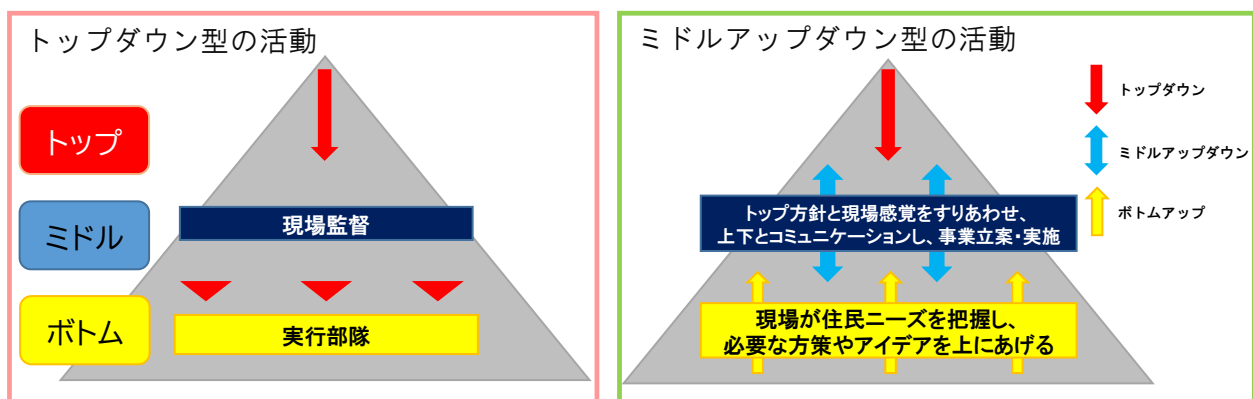 トップダウン型の活動
トップ
ミドル
ボトム
現場監督
実行部隊
ミドルアップダウン型の活動
トップダウン
ミドルアップダウン
ボトムアップ
トップ方針と現場感覚をすりあわせ、
上下とコミュニケーションし、事業立案・実施
現場が住民ニーズを把握し、
必要な方策やアイデアを上にあげる